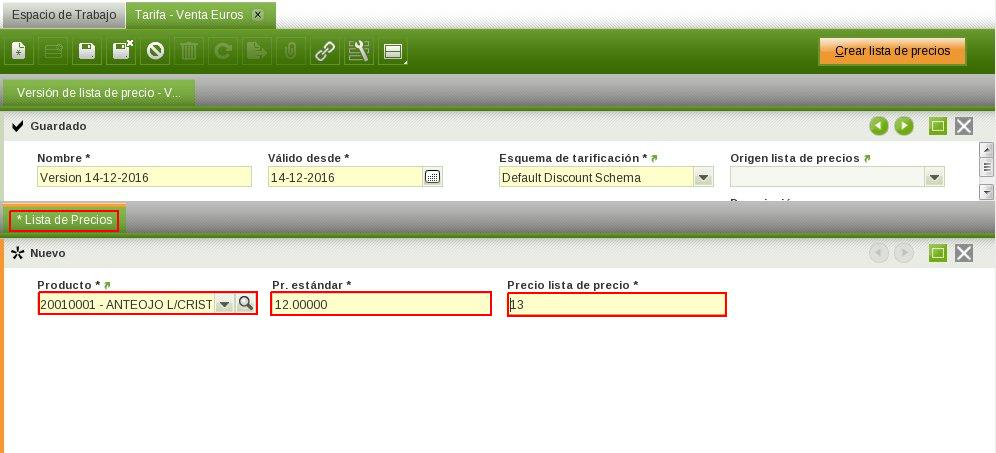 Espacio de Trabajo Tarifa - Venta Euros
Crear lista de precios
Versión de lista de precio - V...
Guardado
Nombre * Válido desde * Esquema de tarificación * Origen lista de precios
Version 14-12-2016 14-12-2016 Default Discount Schema
* Lista de Precios
Nuevo
Producto * Pr. estándar * Precio lista de precio *
20010001 - ANTEOJO L/CRIST 12.00000 13